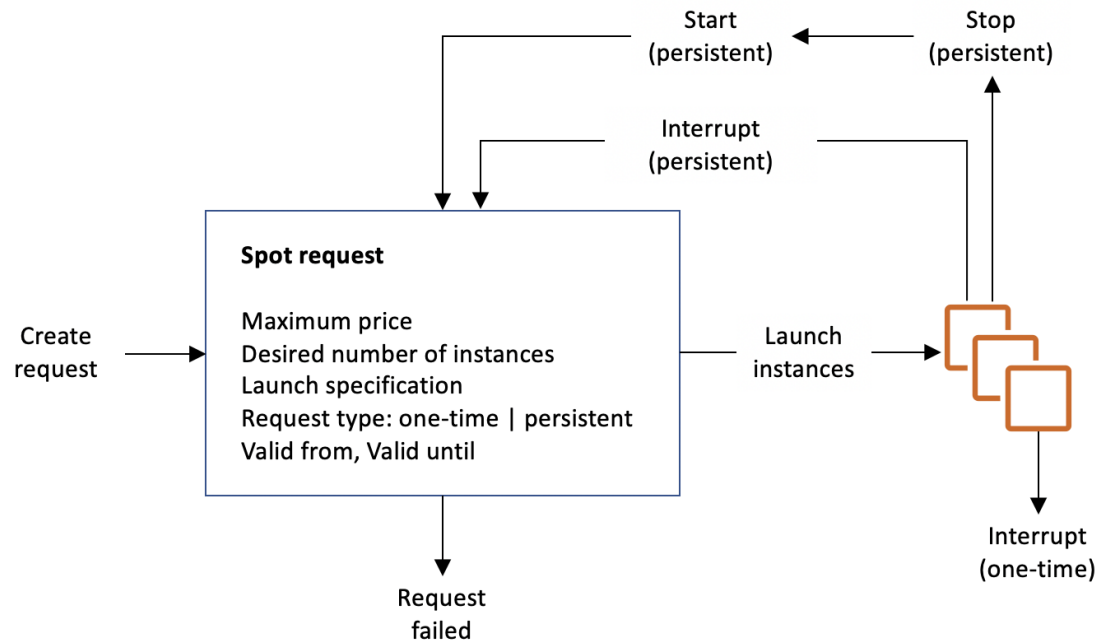 Start
(persistent)
Stop
(persistent)
Interrupt
(persistent)
Spot request
Maximum price
Desired number of instances
Launch specification
Request type: one-time | persistent
Valid from, Valid until
Create
request
Launch
instances
Interrupt
(one-time)
Request
failed